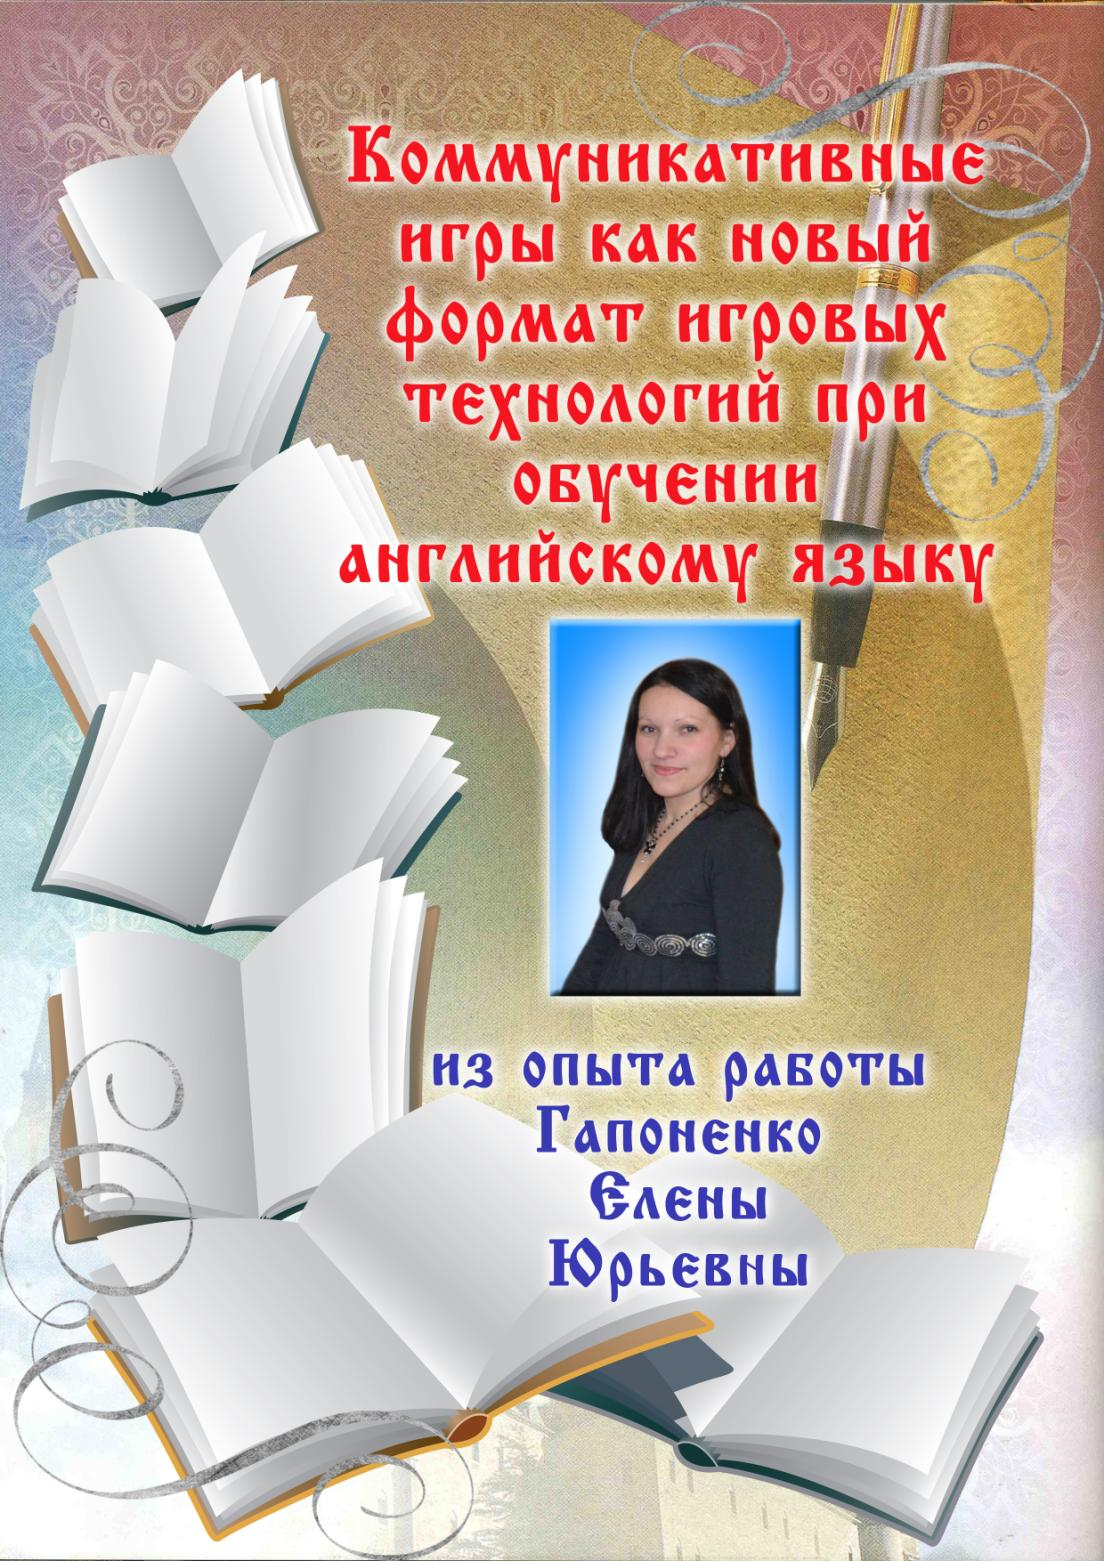 Коммуникативные
игры как новый
формат игровых
технологий при
обучении
английскому языку
из опыта работы
Гапоненко
Елены
Юрьевны